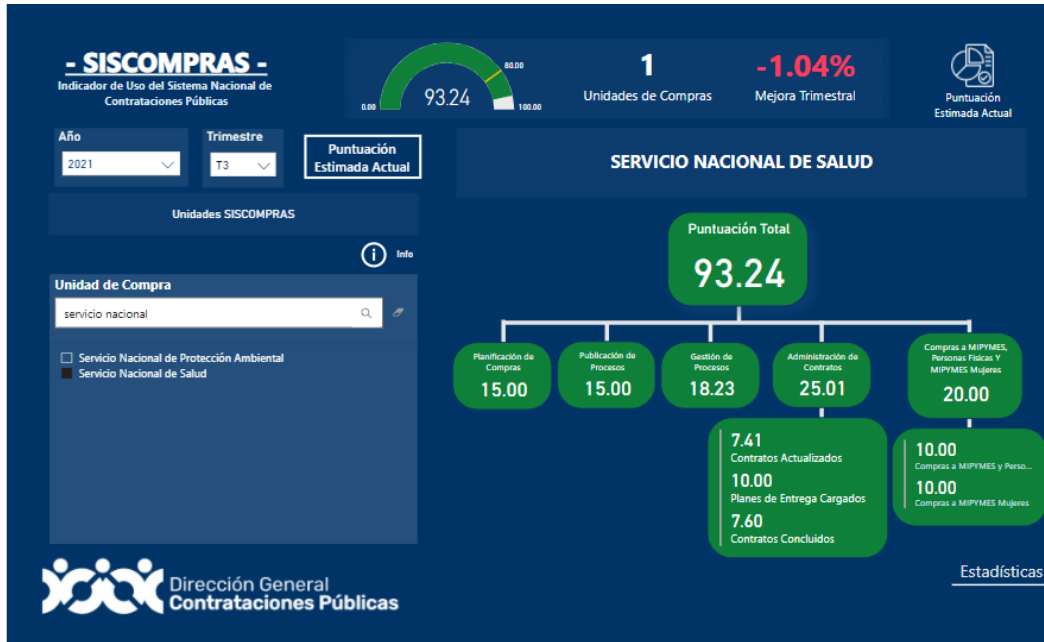 - SISCOMPRAS -
Indicador de Uso del Sistema Nacional de
Contrataciones Públicas
0.00
93.24
80.00
100.00
1
Unidades de Compras
-1.04%
Mejora Trimestral
Puntuación
Estimada Actual
Año
2021
Trimestre
T3
Puntuación
Estimada Actual
SERVICIO NACIONAL DE SALUD
Unidades SISCOMPRAS
Info
Unidad de Compra
servicio nacional
Servicio Nacional de Protección Ambiental
Servicio Nacional de Salud
Puntuación Total
93.24
Planificación de
Compras
15.00
Publicación de
Procesos
15.00
Gestión de
Procesos
18.23
Administración de
Contratos
25.01
Compras a MIPYMES,
Personas Físicas Y
MIPYMES Mujeres
20.00
7.41
Contratos Actualizados
10.00
Planes de Entrega Cargados
7.60
Contratos Concluidos
10.00
Compras a MIPYMES y Perso...
10.00
Compras a MIPYMES Mujeres
Dirección General
Contrataciones Públicas
Estadísticas